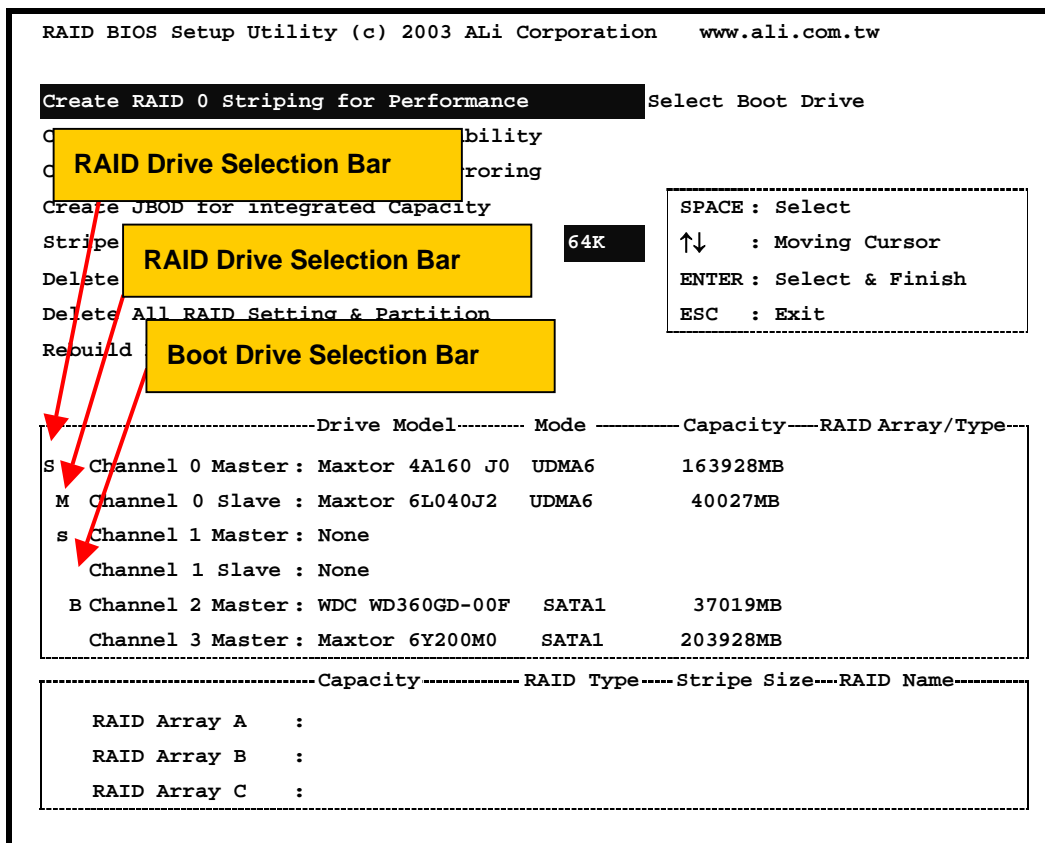 RAID BIOS Setup Utility (c) 2003 ALi Corporation www.ali.com.tw
Create RAID 0 Striping for Performance Select Boot Drive
C bility
RAID Drive Selection Bar
C roring
Create JBOD for integrated Capacity SPACE : Select
Stripe 64K ↑↓ : Moving Cursor
RAID Drive Selection Bar
Delete ENTER : Select & Finish
Delete All RAID Setting & Partition ESC : Exit
Rebuild
Boot Drive Selection Bar
Drive Model Mode Capacity RAID Array/Type
S Channel 0 Master : Maxtor 4A160 J0 UDMA6 163928MB
M Channel 0 Slave : Maxtor 6L040J2 UDMA6 40027MB
s Channel 1 Master : None
Channel 1 Slave : None
B Channel 2 Master : WDC WD360GD-00F SATA1 37019MB
Channel 3 Master : Maxtor 6Y200M0 SATA1 203928MB
Capacity RAID Type Stripe Size RAID Name
RAID Array A :
RAID Array B :
RAID Array C :